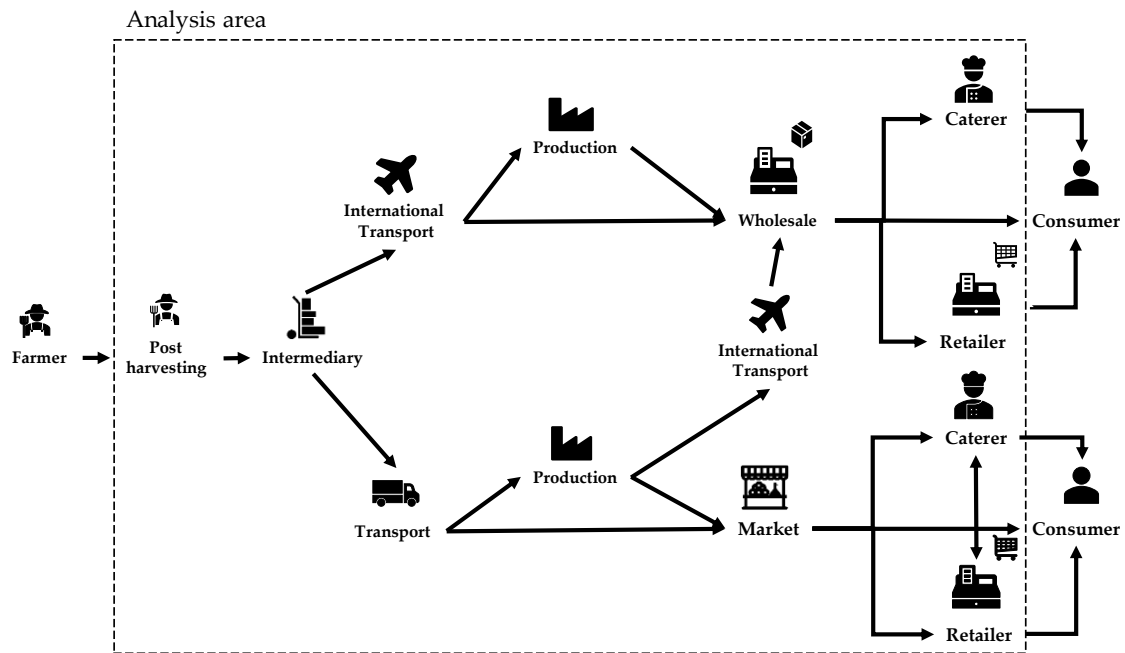 Analysis area
Caterer
Production
International
Transport
Wholesale
Consumer
Farmer
Post
harvesting
Intermediary
Retailer
International
Transport
Caterer
Production
Transport
Market
Consumer
Retailer